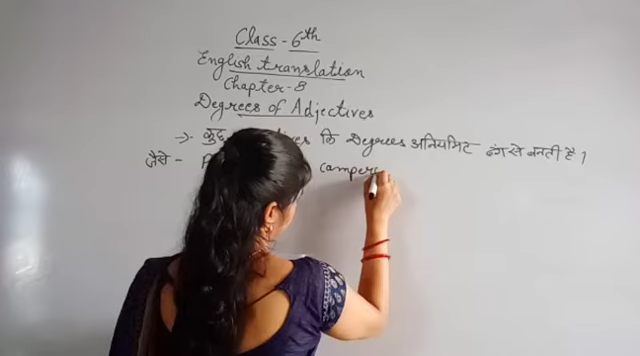 Class - 6th
English translation
Chapter - 8
Degrees of Adjectives
→ कुछ कि Degrees अनियमित ढंग से बनती है।
जैसे - camper